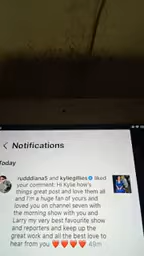 Notifications
Today
rudddiana5 and kyliegillies liked
your comment: Hi Kylie how's
things great post and love them all
and I'm a huge fan of yours and
loved you on channel seven with
the morning show with you and
Larry my very best favourite show
and reporters and keep up the
great work and all the best love to
hear from you ❤️❤️❤️❤️ 49m